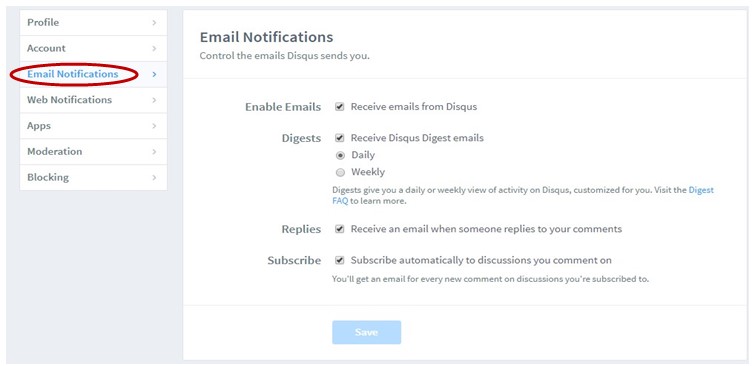 Profile
Account
Email Notifications
Web Notifications
Apps
Moderation
Blocking
Email Notifications
Control the emails Disqus sends you.
Enable Emails Receive emails from Disqus
Digests Receive Disqus Digest emails
Daily
Weekly
Digests give you a daily or weekly view of activity on Disqus, customized for you. Visit the Digest
FAQ to learn more.
Replies Receive an email when someone replies to your comments
Subscribe Subscribe automatically to discussions you comment on
You'll get an email for every new comment on discussions you're subscribed to.
Save